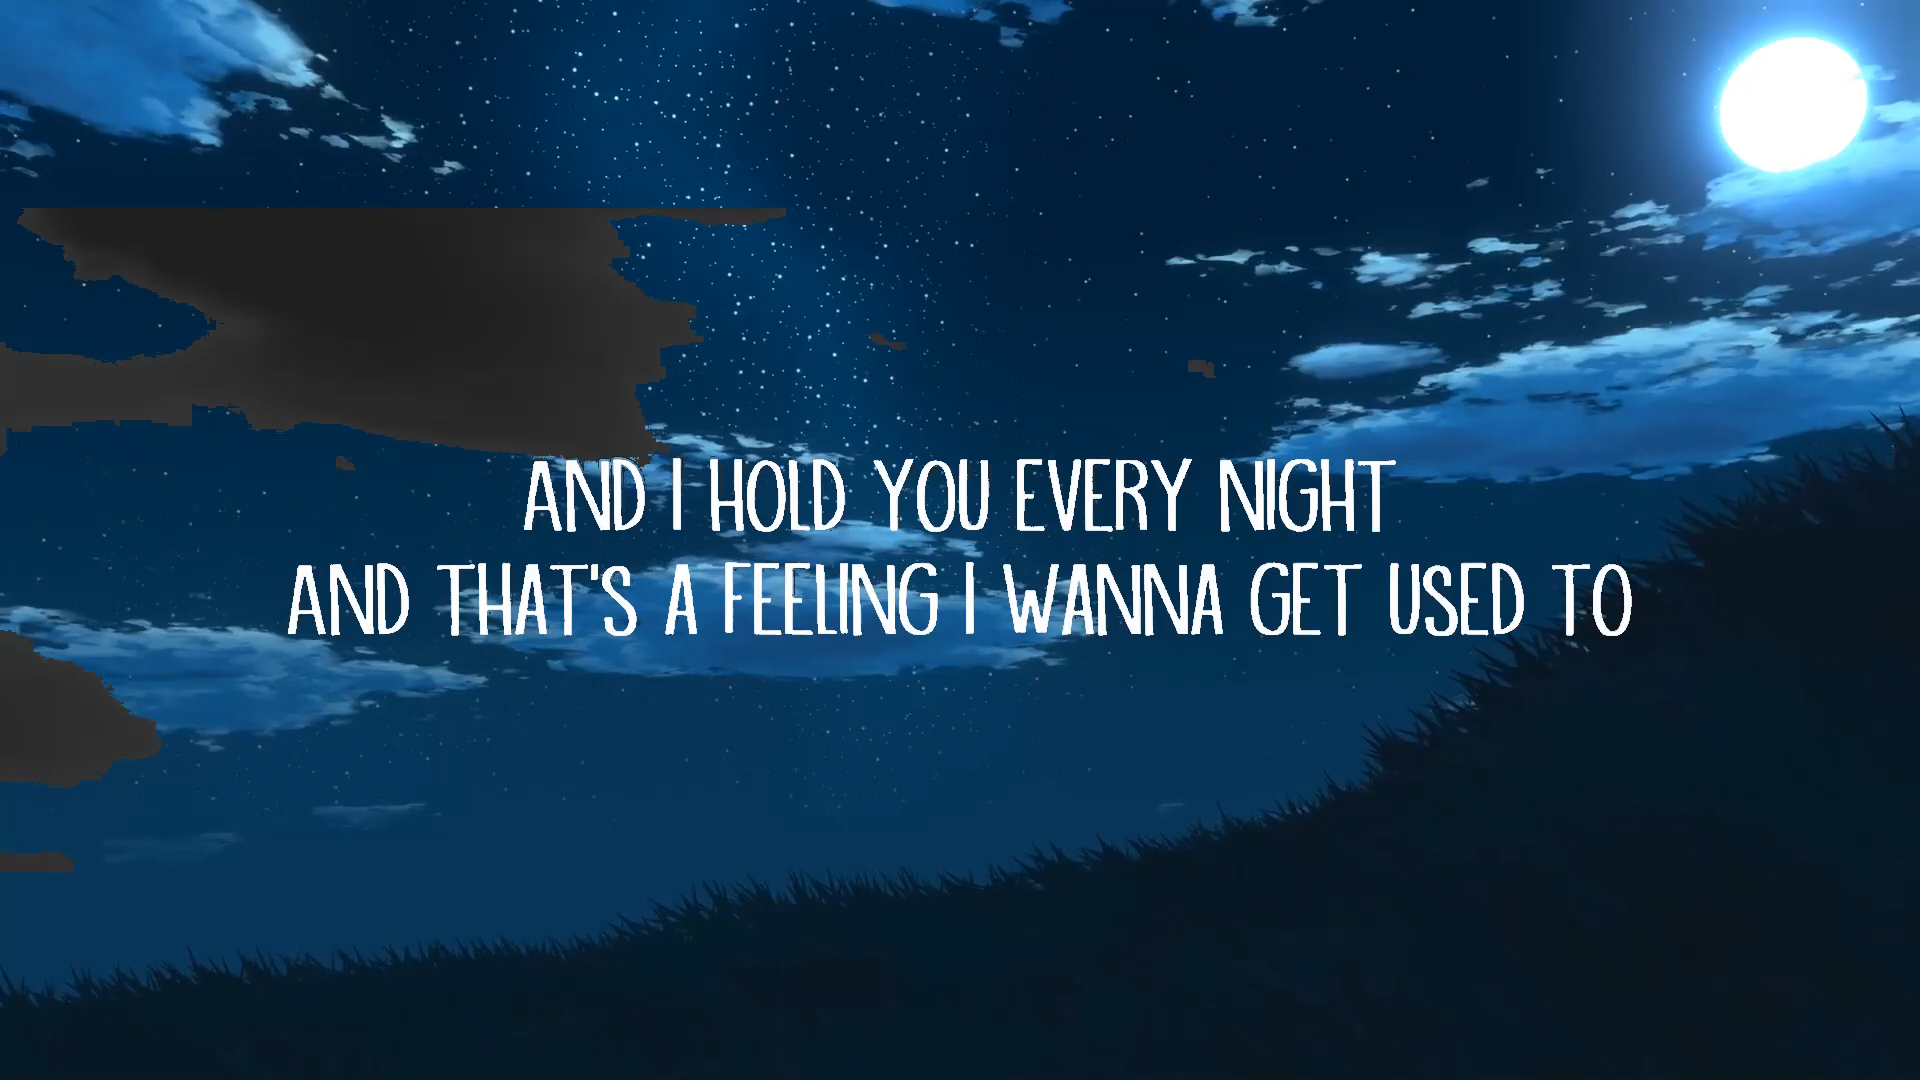 AND I HOLD YOU EVERY NIGHT
AND THAT'S A FEELING I WANNA GET USED TO